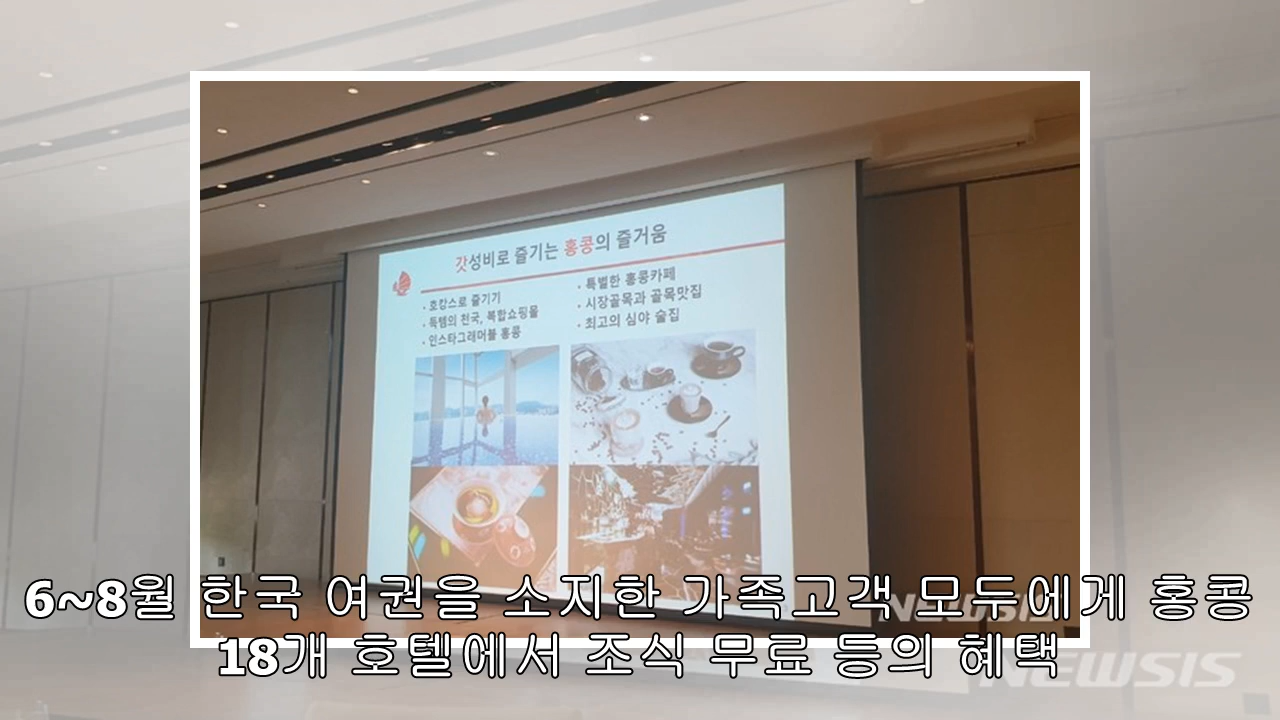 갓성비로 즐기는 홍콩의 즐거움
· 호캉스로 즐기기
· 득템의 천국, 복합쇼핑몰
· 인스타그래머블 홍콩
· 특별한 홍콩카페
· 시장골목과 골목맛집
· 최고의 심야 술집
NEWSIS
6~8월 한국 여권을 소지한 가족고객 모두에게 홍콩
18개 호텔에서 조식 무료 등의 혜택
NEWSIS